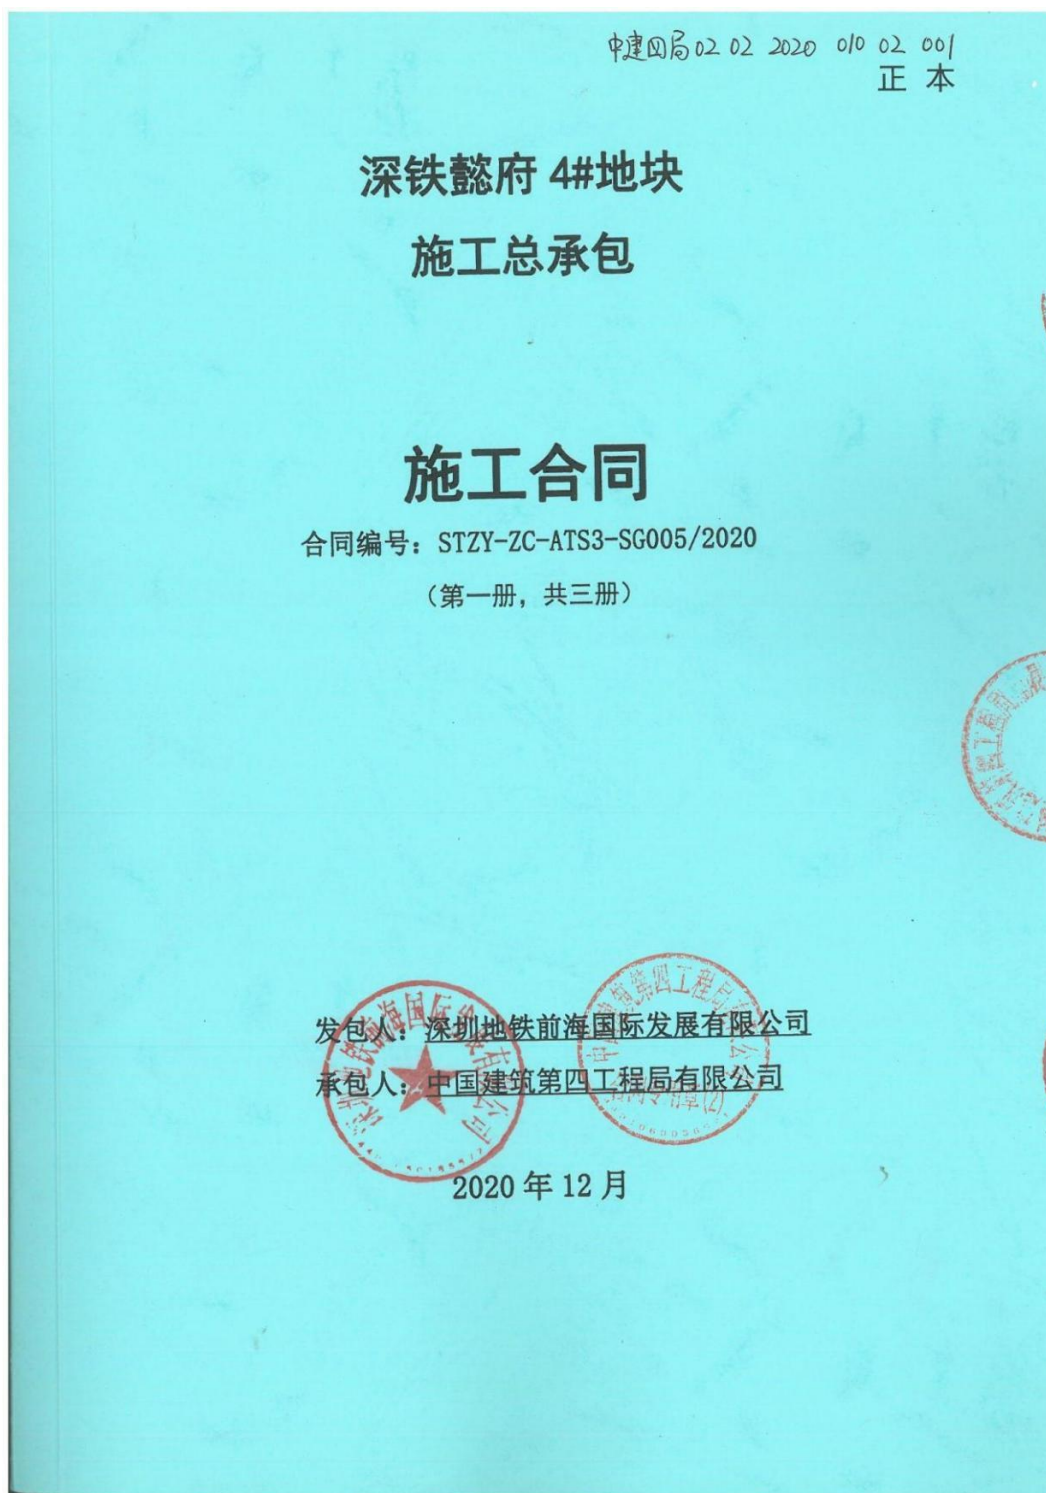 中建四局02 02 2020 010 02 001
正 本
深铁懿府 4#地块
施工总承包
施工合同
合同编号：STZY-ZC-ATS3-SG005/2020
（第一册，共三册）
发包人：深圳地铁前海国际发展有限公司
承包人：中国建筑第四工程局有限公司
2020 年 12 月